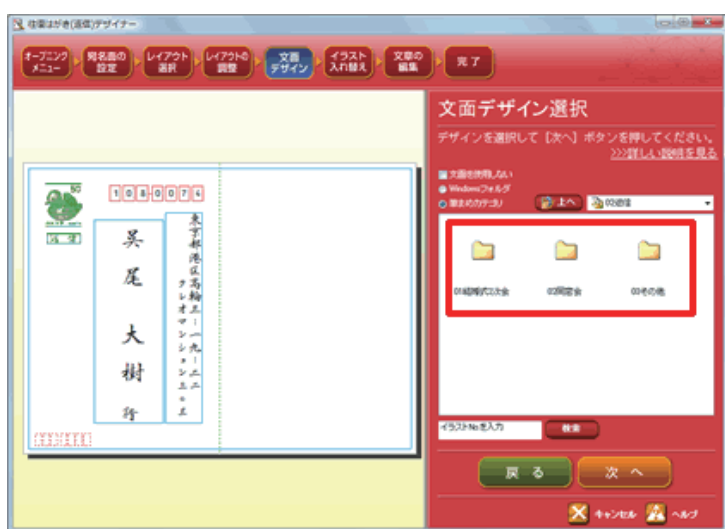 往復はがき(返信)デザイナー
オープニング
メニュー
宛名面の
設定
レイアウト
選択
レイアウトの
調整
文面
デザイン
イラスト
入れ替え
文章の
編集
完了
文面デザイン選択
デザインを選択して［次へ］ボタンを押してください。
>>>詳しい説明を見る
文面を使用しない
Windowsフォルダ
筆まめカテゴリ
上へ
02返信
01結婚式2次会
02同窓会
03その他
イラストNo.を入力
検索
戻る
次へ
キャンセル
ヘルプ
50
返信
1080074
東京都港区高輪三－一九－二二
クレオマンション
呉尾 大樹 行